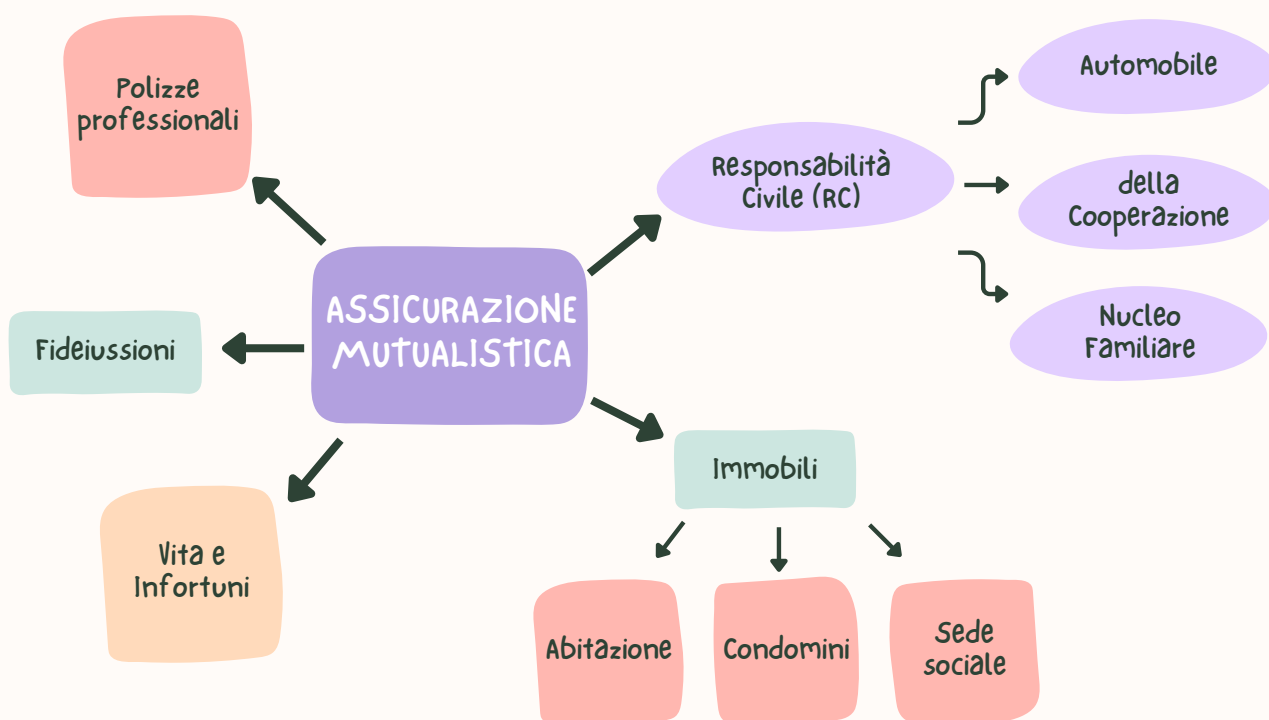 Polizze
professionali
Fideiussioni
Vita e
Infortuni
ASSICURAZIONE
MUTUALISTICA
Responsabilità
Civile (RC)
Automobile
della
Cooperazione
Nucleo
Familiare
Immobili
Abitazione
Condomini
Sede
sociale